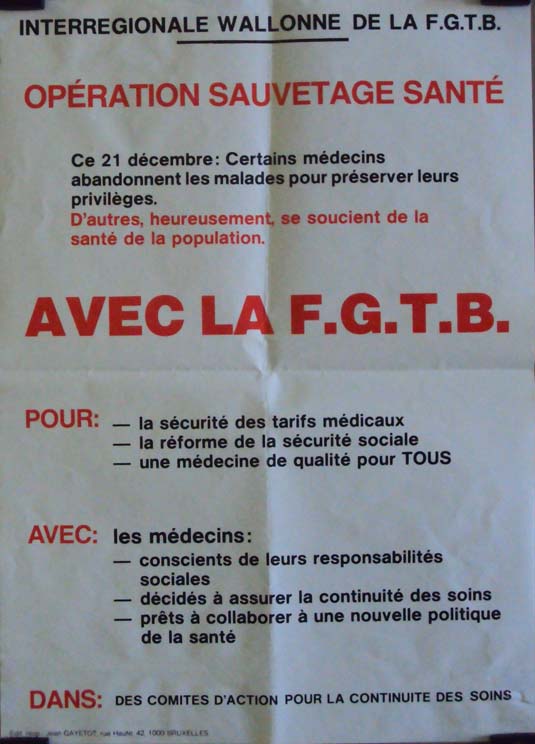 INTERREGIONALE WALLONNE DE LA F.G.T.B.
OPÉRATION SAUVETAGE SANTÉ
Ce 21 décembre: Certains médecins
abandonnent les malades pour préserver leurs
privilèges.
D'autres, heureusement, se soucient de la
santé de la population.
AVEC LA F.G.T.B.
POUR: — la sécurité des tarifs médicaux
— la réforme de la sécurité sociale
— une médecine de qualité pour TOUS
AVEC: les médecins:
— conscients de leurs responsabilités
sociales
— décidés à assurer la continuité des soins
— prêts à collaborer à une nouvelle politique
de la santé
DANS: DES COMITES D'ACTION POUR LA CONTINUITE DES SOINS
Edit. resp. Jean GAYETOT, rue Haute, 42, 1000 BRUXELLES